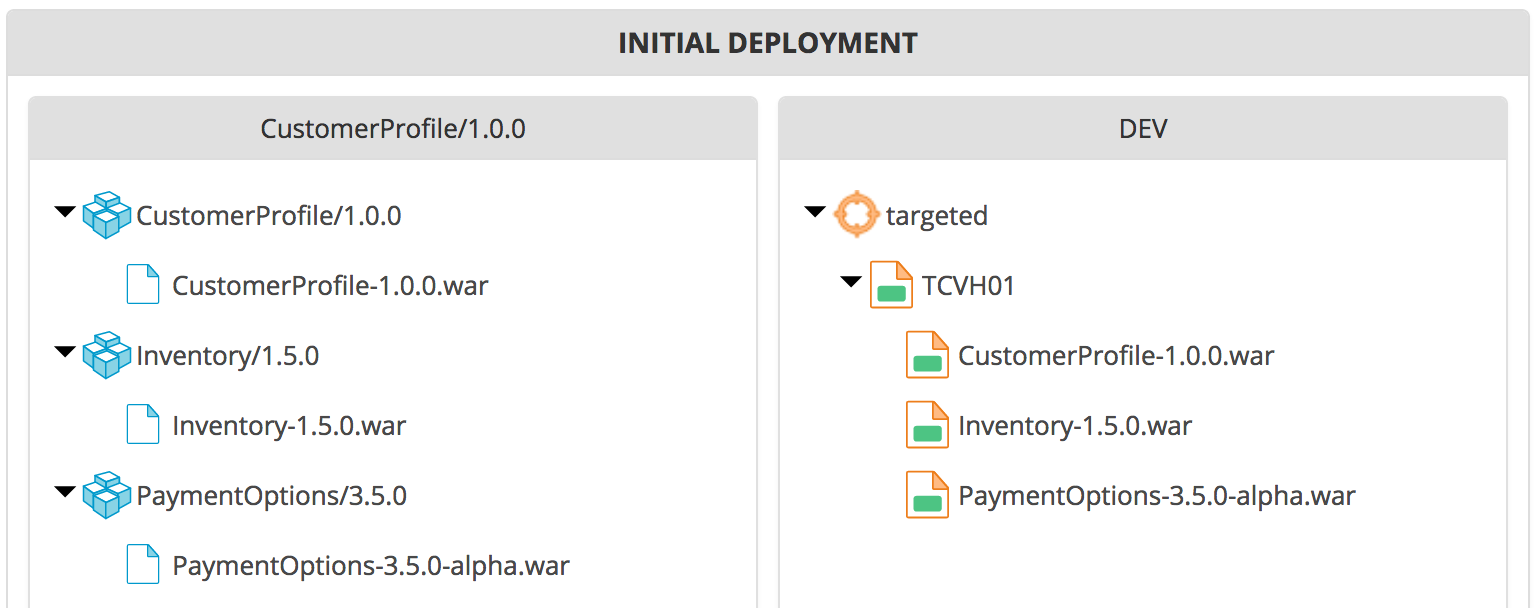 INITIAL DEPLOYMENT
CustomerProfile/1.0.0
CustomerProfile/1.0.0
CustomerProfile-1.0.0.war
Inventory/1.5.0
Inventory-1.5.0.war
PaymentOptions/3.5.0
PaymentOptions-3.5.0-alpha.war
DEV
targeted
TCVH01
CustomerProfile-1.0.0.war
Inventory-1.5.0.war
PaymentOptions-3.5.0-alpha.war